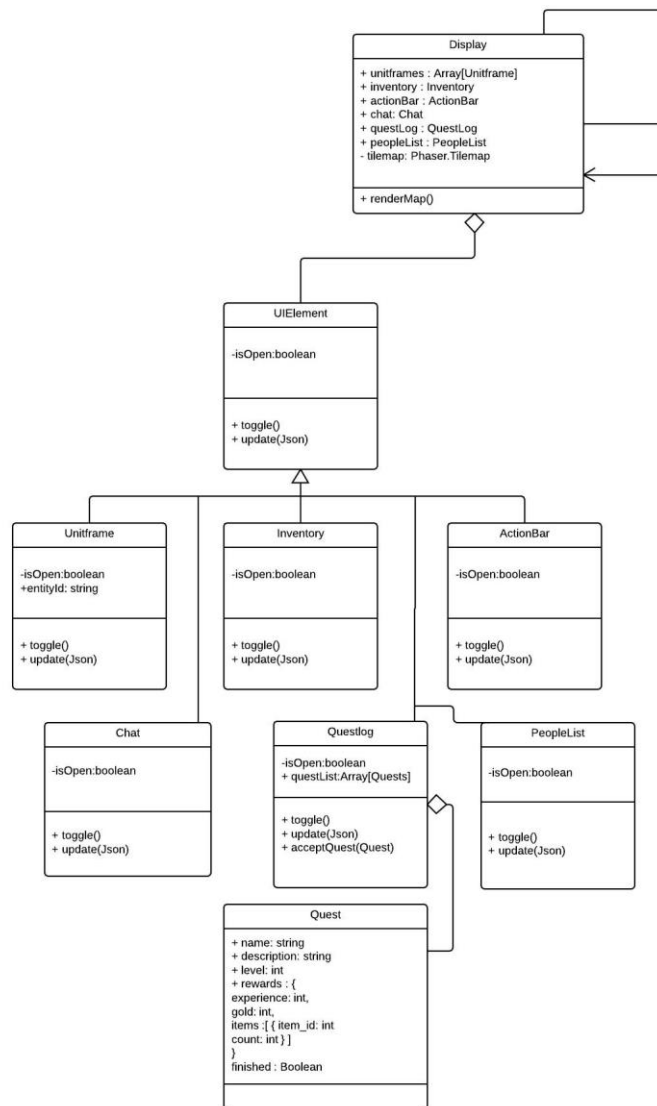 Display
+ unitframes : Array[Unitframe]
+ inventory : Inventory
+ actionBar : ActionBar
+ chat: Chat
+ questLog : QuestLog
+ peopleList : PeopleList
- tilemap: Phaser.Tilemap
+ renderMap()
UIElement
-isOpen:boolean
+ toggle()
+ update(Json)
Unitframe
-isOpen:boolean
+entityId: string
+ toggle()
+ update(Json)
Inventory
-isOpen:boolean
+ toggle()
+ update(Json)
ActionBar
-isOpen:boolean
+ toggle()
+ update(Json)
Chat
-isOpen:boolean
+ toggle()
+ update(Json)
Questlog
-isOpen:boolean
+ questList:Array[Quests]
+ toggle()
+ update(Json)
+ acceptQuest(Quest)
PeopleList
-isOpen:boolean
+ toggle()
+ update(Json)
Quest
+ name: string
+ description: string
+ level: int
+ rewards : {
experience: int,
gold: int,
items :[ { item_id: int
count: int } ]
}
finished : Boolean